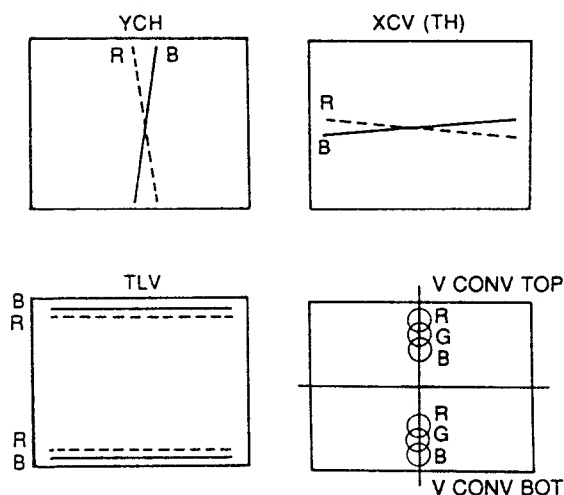 YCH
R B
XCV (TH)
R
B
TLV
B
R
R
B
V CONV TOP
R
G
B
R
G
B
V CONV BOT